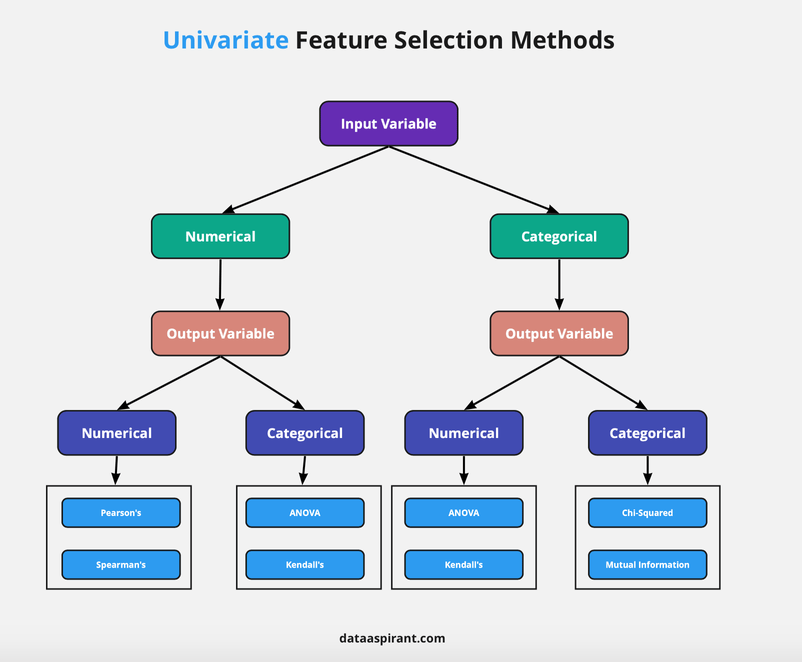 Univariate Feature Selection Methods
Input Variable
Numerical
Categorical
Output Variable
Output Variable
Numerical
Categorical
Numerical
Categorical
Pearson's
ANOVA
ANOVA
Chi-Squared
Spearman's
Kendall's
Kendall's
Mutual Information
dataaspirant.com